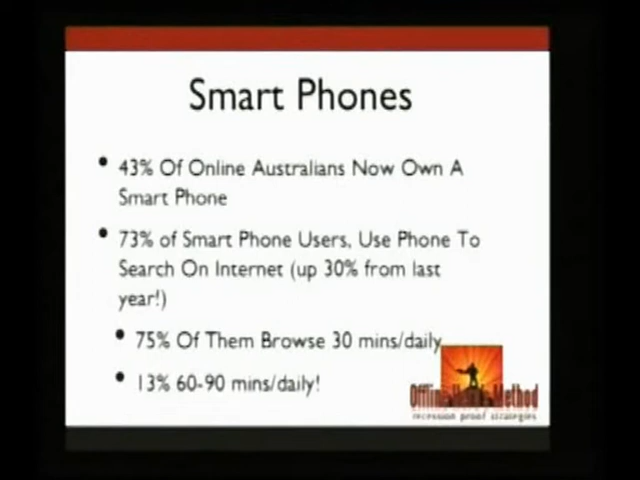 Smart Phones
• 43% Of Online Australians Now Own A
Smart Phone
• 73% of Smart Phone Users, Use Phone To
Search On Internet (up 30% from last
year!)
• 75% Of Them Browse 30 mins/daily
• 13% 60-90 mins/daily!
Method
recession proof strategies